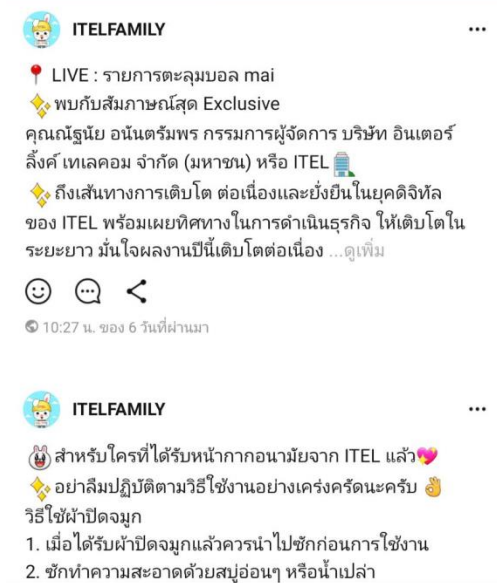 ITELFAMILY
LIVE : รายการตะลุมบอล mai
พบกับสัมภาษณ์สุด Exclusive
คุณณัฐนัย อนันตรัมพร กรรมการผู้จัดการ บริษัท อินเตอร์
ลิ้งค์ เทเลคอม จำกัด (มหาชน) หรือ ITEL
ถึงเส้นทางการเติบโต ต่อเนื่องและยั่งยืนในยุคดิจิทัล
ของ ITEL พร้อมเผยทิศทางในการดำเนินธุรกิจ ให้เติบโตใน
ระยะยาว มั่นใจผลงานปีนี้เติบโตต่อเนื่อง ...ดูเพิ่ม
10:27 น. ของ 6 วันที่ผ่านมา
ITELFAMILY
สำหรับใครที่ได้รับหน้ากากอนามัยจาก ITEL แล้ว
อย่าลืมปฏิบัติตามวิธีใช้งานอย่างเคร่งครัดนะครับ
วิธีใช้ผ้าปิดจมูก
1. เมื่อได้รับผ้าปิดจมูกแล้วควรนำไปซักก่อนการใช้งาน
2. ซักทำความสะอาดด้วยสบู่อ่อนๆ หรือน้ำเปล่า